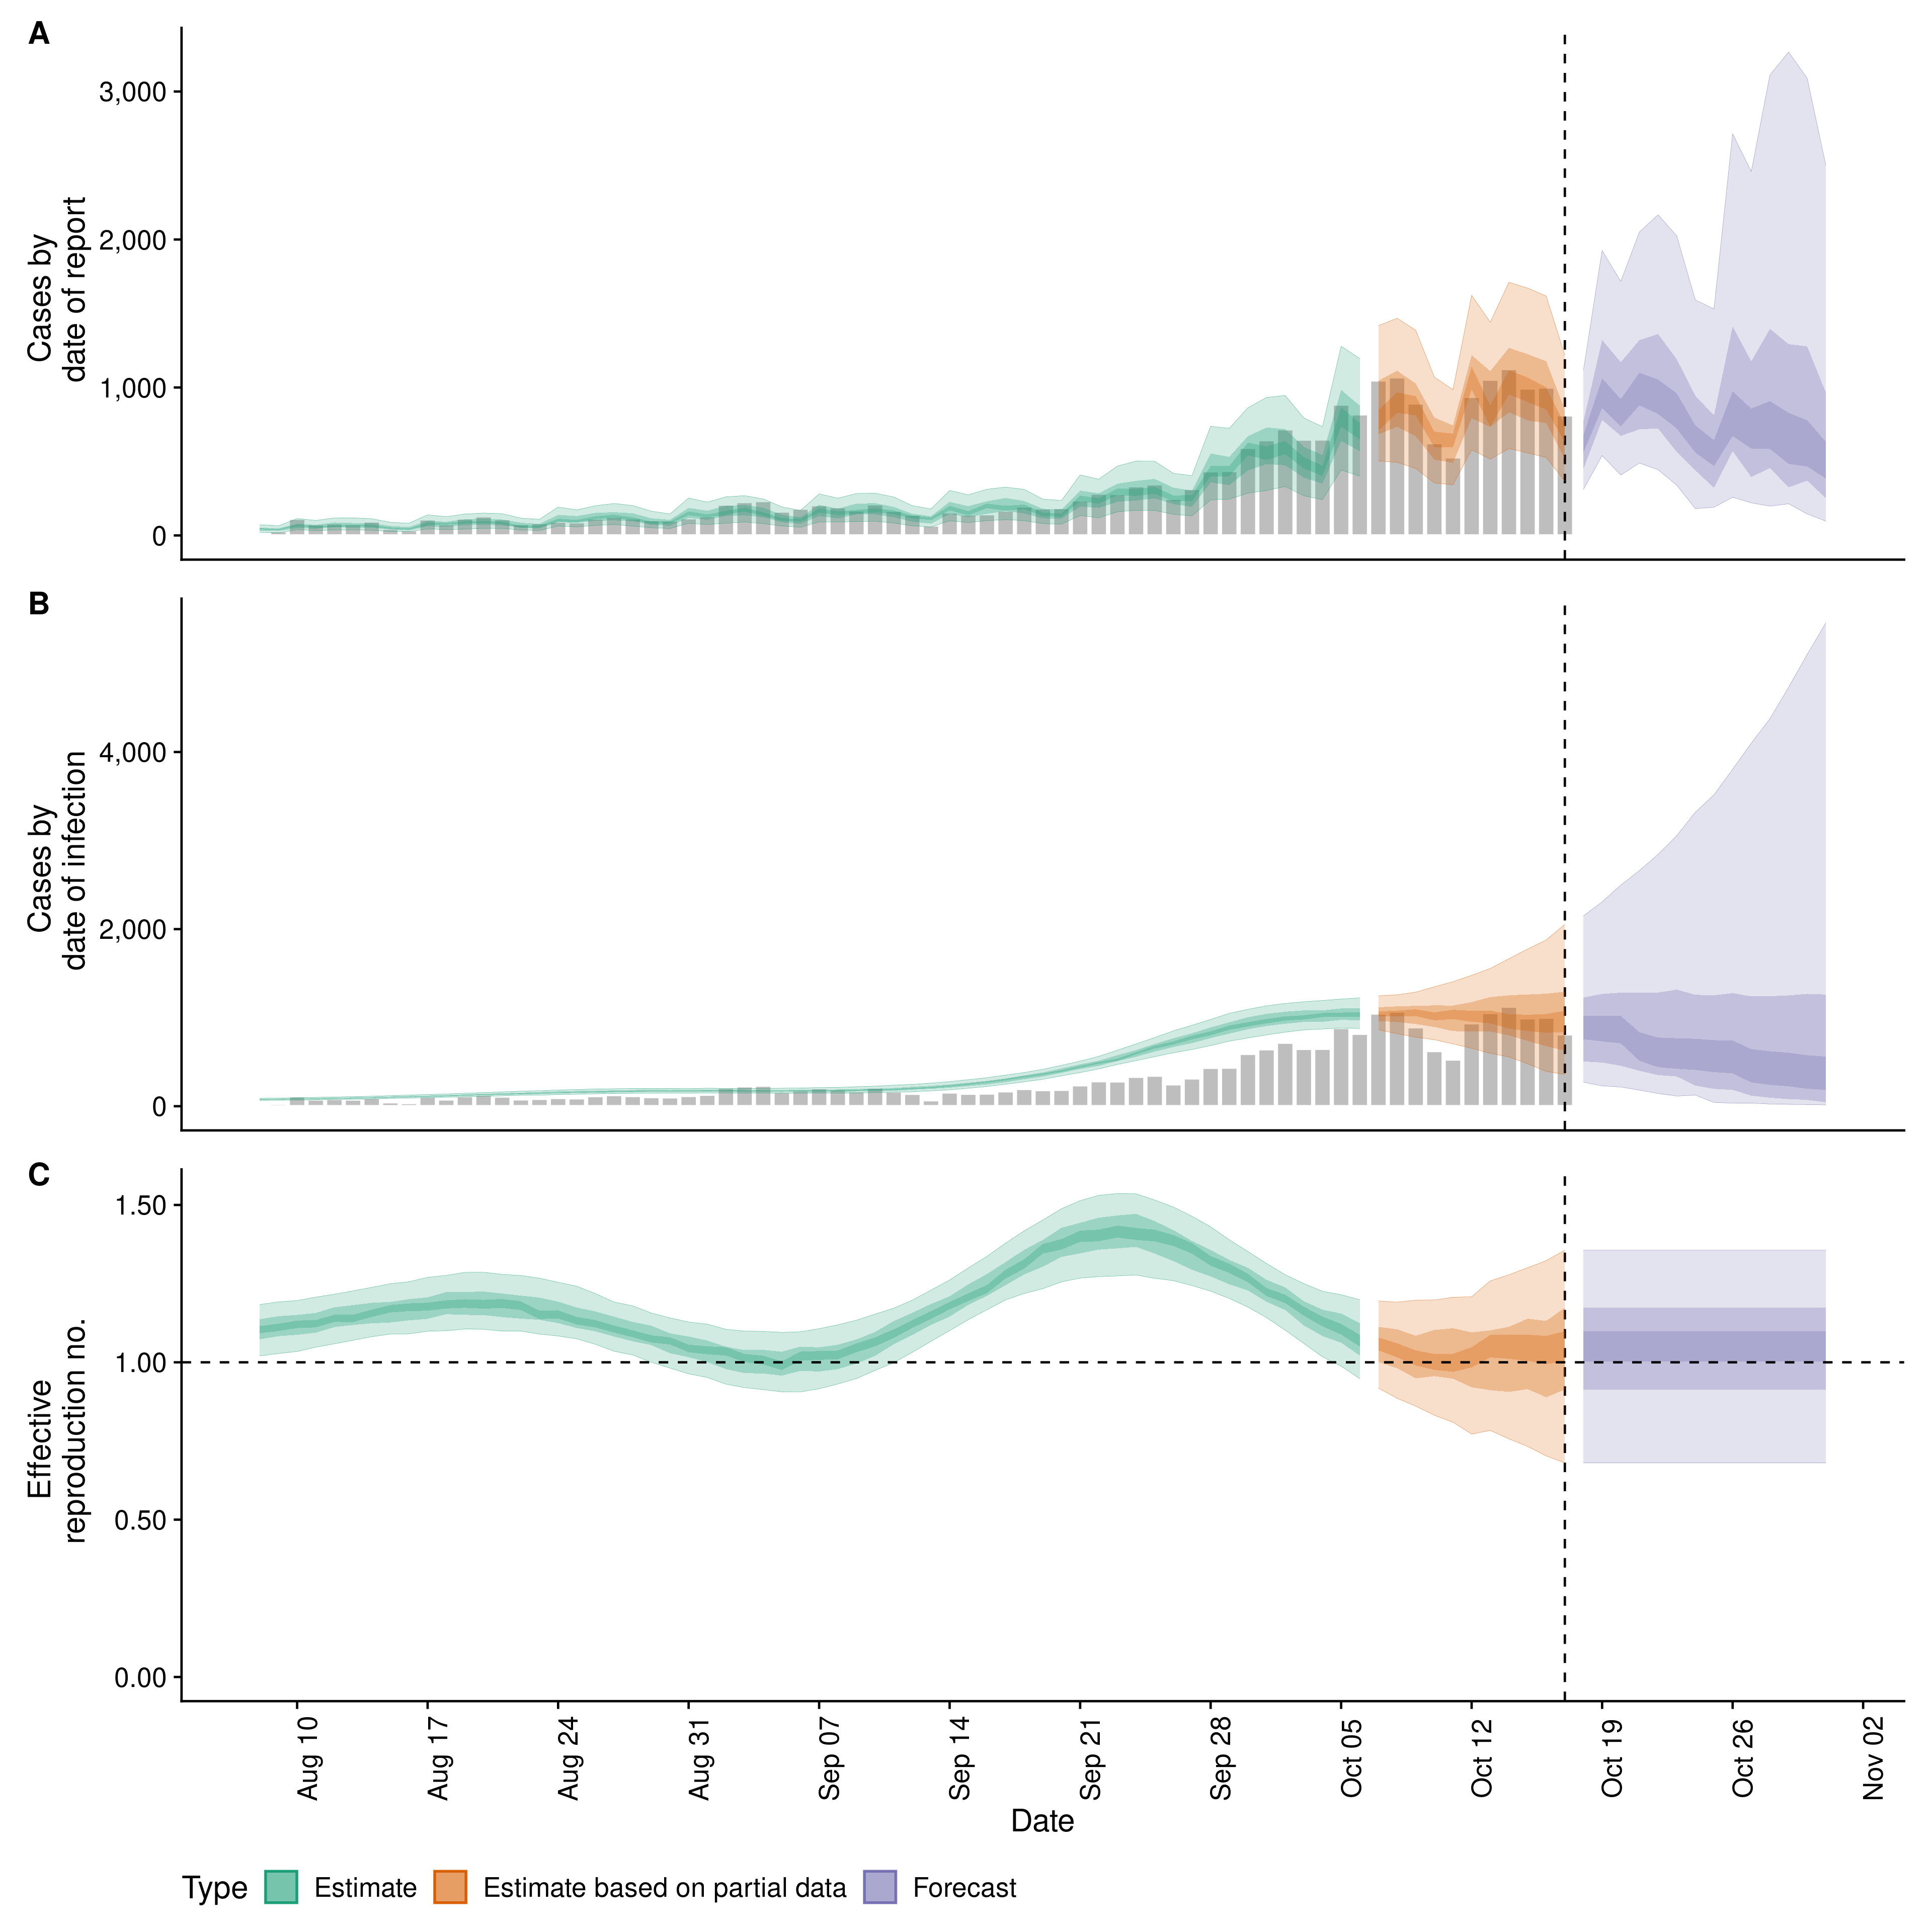 A
Cases by
date of report
3,000
2,000
1,000
0
B
Cases by
date of infection
4,000
2,000
0
C
Effective
reproduction no.
1.50
1.00
0.50
0.00
Aug 10
Aug 17
Aug 24
Aug 31
Sep 07
Sep 14
Sep 21
Sep 28
Oct 05
Oct 12
Oct 19
Oct 26
Nov 02
Date
Type Estimate Estimate based on partial data Forecast